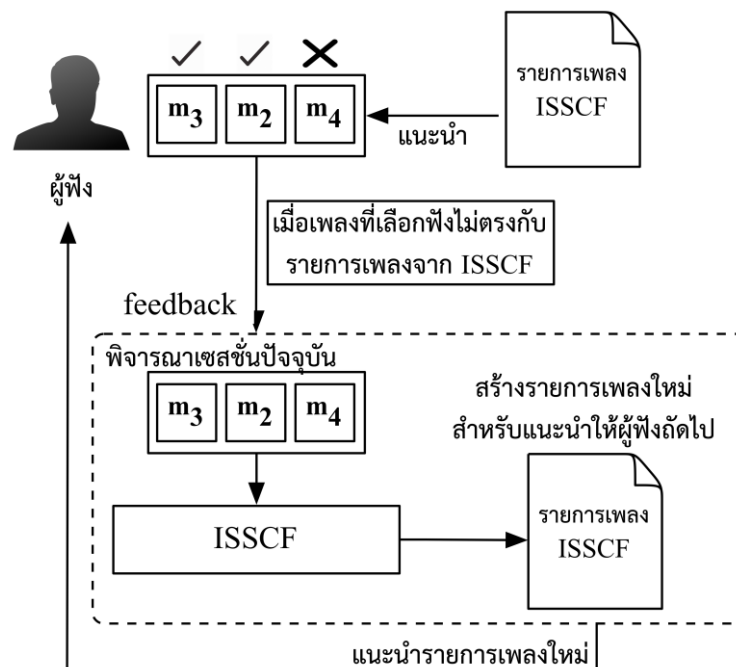 m3 m2 m4
รายการเพลง
ISSCF
แนะนำ
ผู้ฟัง
เมื่อเพลงที่เลือกฟังไม่ตรงกับ
รายการเพลงจาก ISSCF
feedback
พิจารณาเซสชั่นปัจจุบัน
m3 m2 m4
สร้างรายการเพลงใหม่
สำหรับแนะนำให้ผู้ฟังถัดไป
ISSCF
รายการเพลง
ISSCF
แนะนำรายการเพลงใหม่